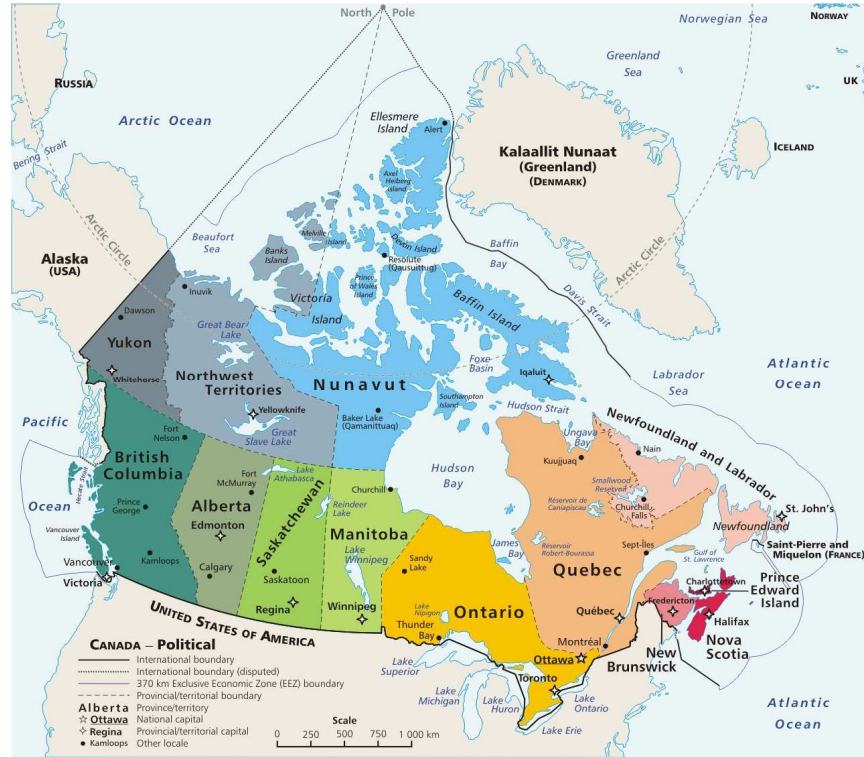 North Pole
Norwegian Sea
NORWAY
Greenland
Sea
RUSSIA
UK
Arctic Ocean
Ellesmere
Island
Alert
Bering Strait
Kalaallit Nunaat
(Greenland)
(DENMARK)
ICELAND
Axel
Heiberg
Island
Arctic Circle
Beaufort
Sea
Melville
Island
Devon Island
Baffin
Bay
Arctic Circle
Alaska
(USA)
Banks
Island
Resolute
(Qausuittug)
Prince
of Wales
Island
Davis Strait
Inuvik
Victoria
Island
Baffin Island
Dawson
Yukon
Great Bear
Lake
Foxe
Basin
Atlantic
Ocean
Whitehorse
Northwest
Territories
Nunavut
Iqaluit
Labrador
Sea
Yellowknife
Baker Lake
(Qamanittuaq)
Southampton
Island
Hudson Strait
Pacific
Ocean
Great
Slave Lake
Fort
Nelson
Ungava
Bay
Newfoundland and Labrador
Nain
British
Columbia
Kuujjuaq
Hecate Strait
Fort
McMurray
Lake
Athabasca
Hudson
Bay
Smallwood
Reservoir
Réservoir de
Caniapiscau
Churchill
Falls
Alberta
Saskatchewan
Reindeer
Lake
Churchill
St. John's
Prince
George
Edmonton
Manitoba
James
Bay
Réservoir
Robert-Bourassa
Newfoundland
Vancouver
Island
Sept-Îles
Saint-Pierre and
Miquelon (FRANCE)
Kamloops
Lake
Winnipeg
Sandy
Lake
Quebec
Gulf of
St. Lawrence
Vancouver
Calgary
Saskatoon
Charlottetown
Prince
Edward
Island
Victoria
Regina
Winnipeg
Ontario
Québec
Fredericton
Halifax
Lake
Nipigon
UNITED STATES OF AMERICA
Thunder
Bay
Montréal
New
Brunswick
Nova
Scotia
Ottawa
Lake
Superior
Toronto
Lake
Michigan
Lake
Huron
Lake
Ontario
Lake Erie
Atlantic
Ocean
CANADA – Political
International boundary
International boundary (disputed)
370 km Exclusive Economic Zone (EEZ) boundary
Provincial/territorial boundary
Alberta Province/territory
Ottawa National capital
Regina Provincial/territorial capital
Kamloops Other locale
Scale
0 250 500 750 1 000 km